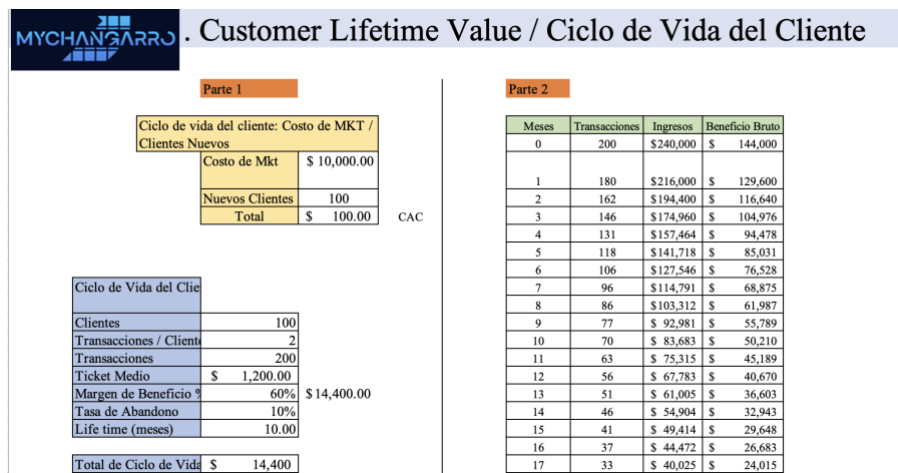 MYCHANGARRO . Customer Lifetime Value / Ciclo de Vida del Cliente
Parte 1
Ciclo de vida del cliente: Costo de MKT /
Clientes Nuevos
Costo de Mkt $ 10,000.00
Nuevos Clientes 100
Total $ 100.00 CAC
Ciclo de Vida del Clie
Clientes 100
Transacciones / Client
2
Transacciones 200
Ticket Medio $ 1,200.00
Margen de Beneficio % 60% $14,400.00
Tasa de Abandono 10%
Life time (meses) 10.00
Total de Ciclo de Vida $ 14,400
Parte 2
Meses Transacciones Ingresos Beneficio Bruto
0 200 $240,000 $ 144,000
1 180 $216,000 $ 129,600
2 162 $194,400 $ 116,640
3 146 $174,960 $ 104,976
4 131 $157,464 $ 94,478
5 118 $141,718 $ 85,031
6 106 $127,546 $ 76,528
7 96 $114,791 $ 68,875
8 86 $103,312 $ 61,987
9 77 $ 92,981 $ 55,789
10 70 $ 83,683 $ 50,210
11 63 $ 75,315 $ 45,189
12 56 $ 67,783 $ 40,670
13 51 $ 61,005 $ 36,603
14 46 $ 54,904 $ 32,943
15 41 $ 49,414 $ 29,648
16 37 $ 44,472 $ 26,683
17 33 $ 40,025 $ 24,015